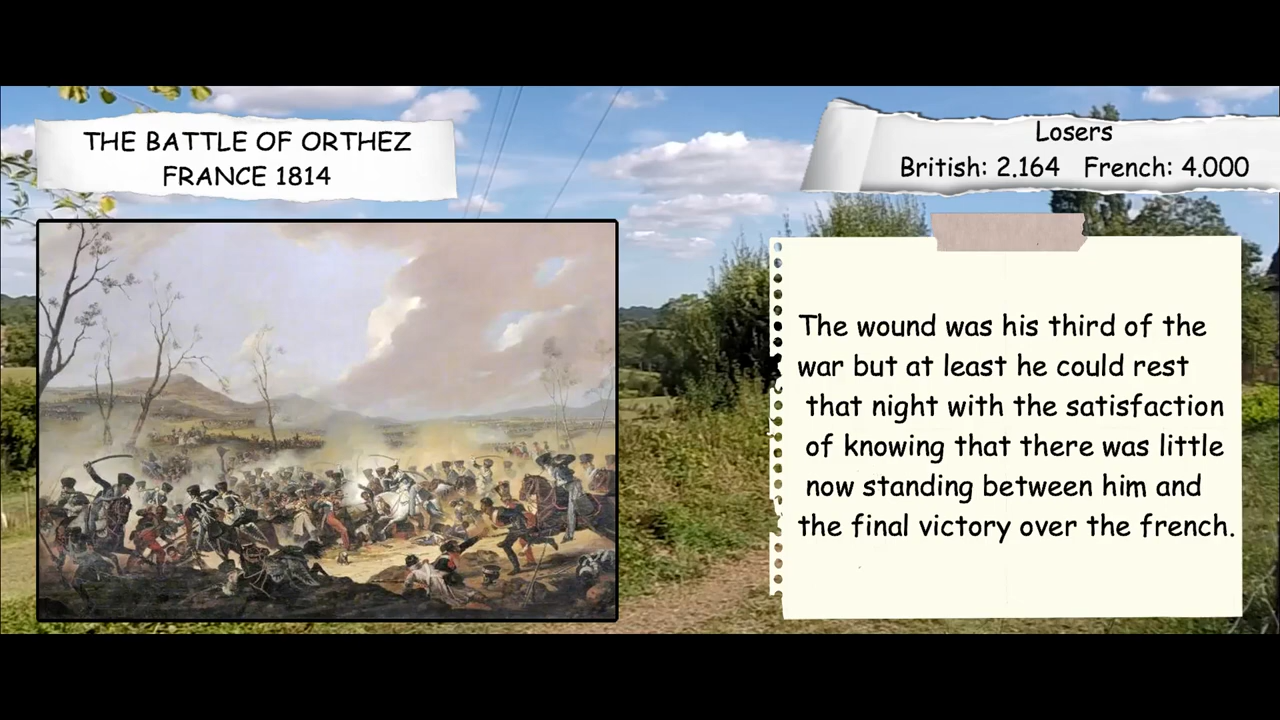 THE BATTLE OF ORTHEZ
FRANCE 1814
Losers
British: 2.164 French: 4.000
The wound was his third of the
war but at least he could rest
that night with the satisfaction
of knowing that there was little
now standing between him and
the final victory over the french.